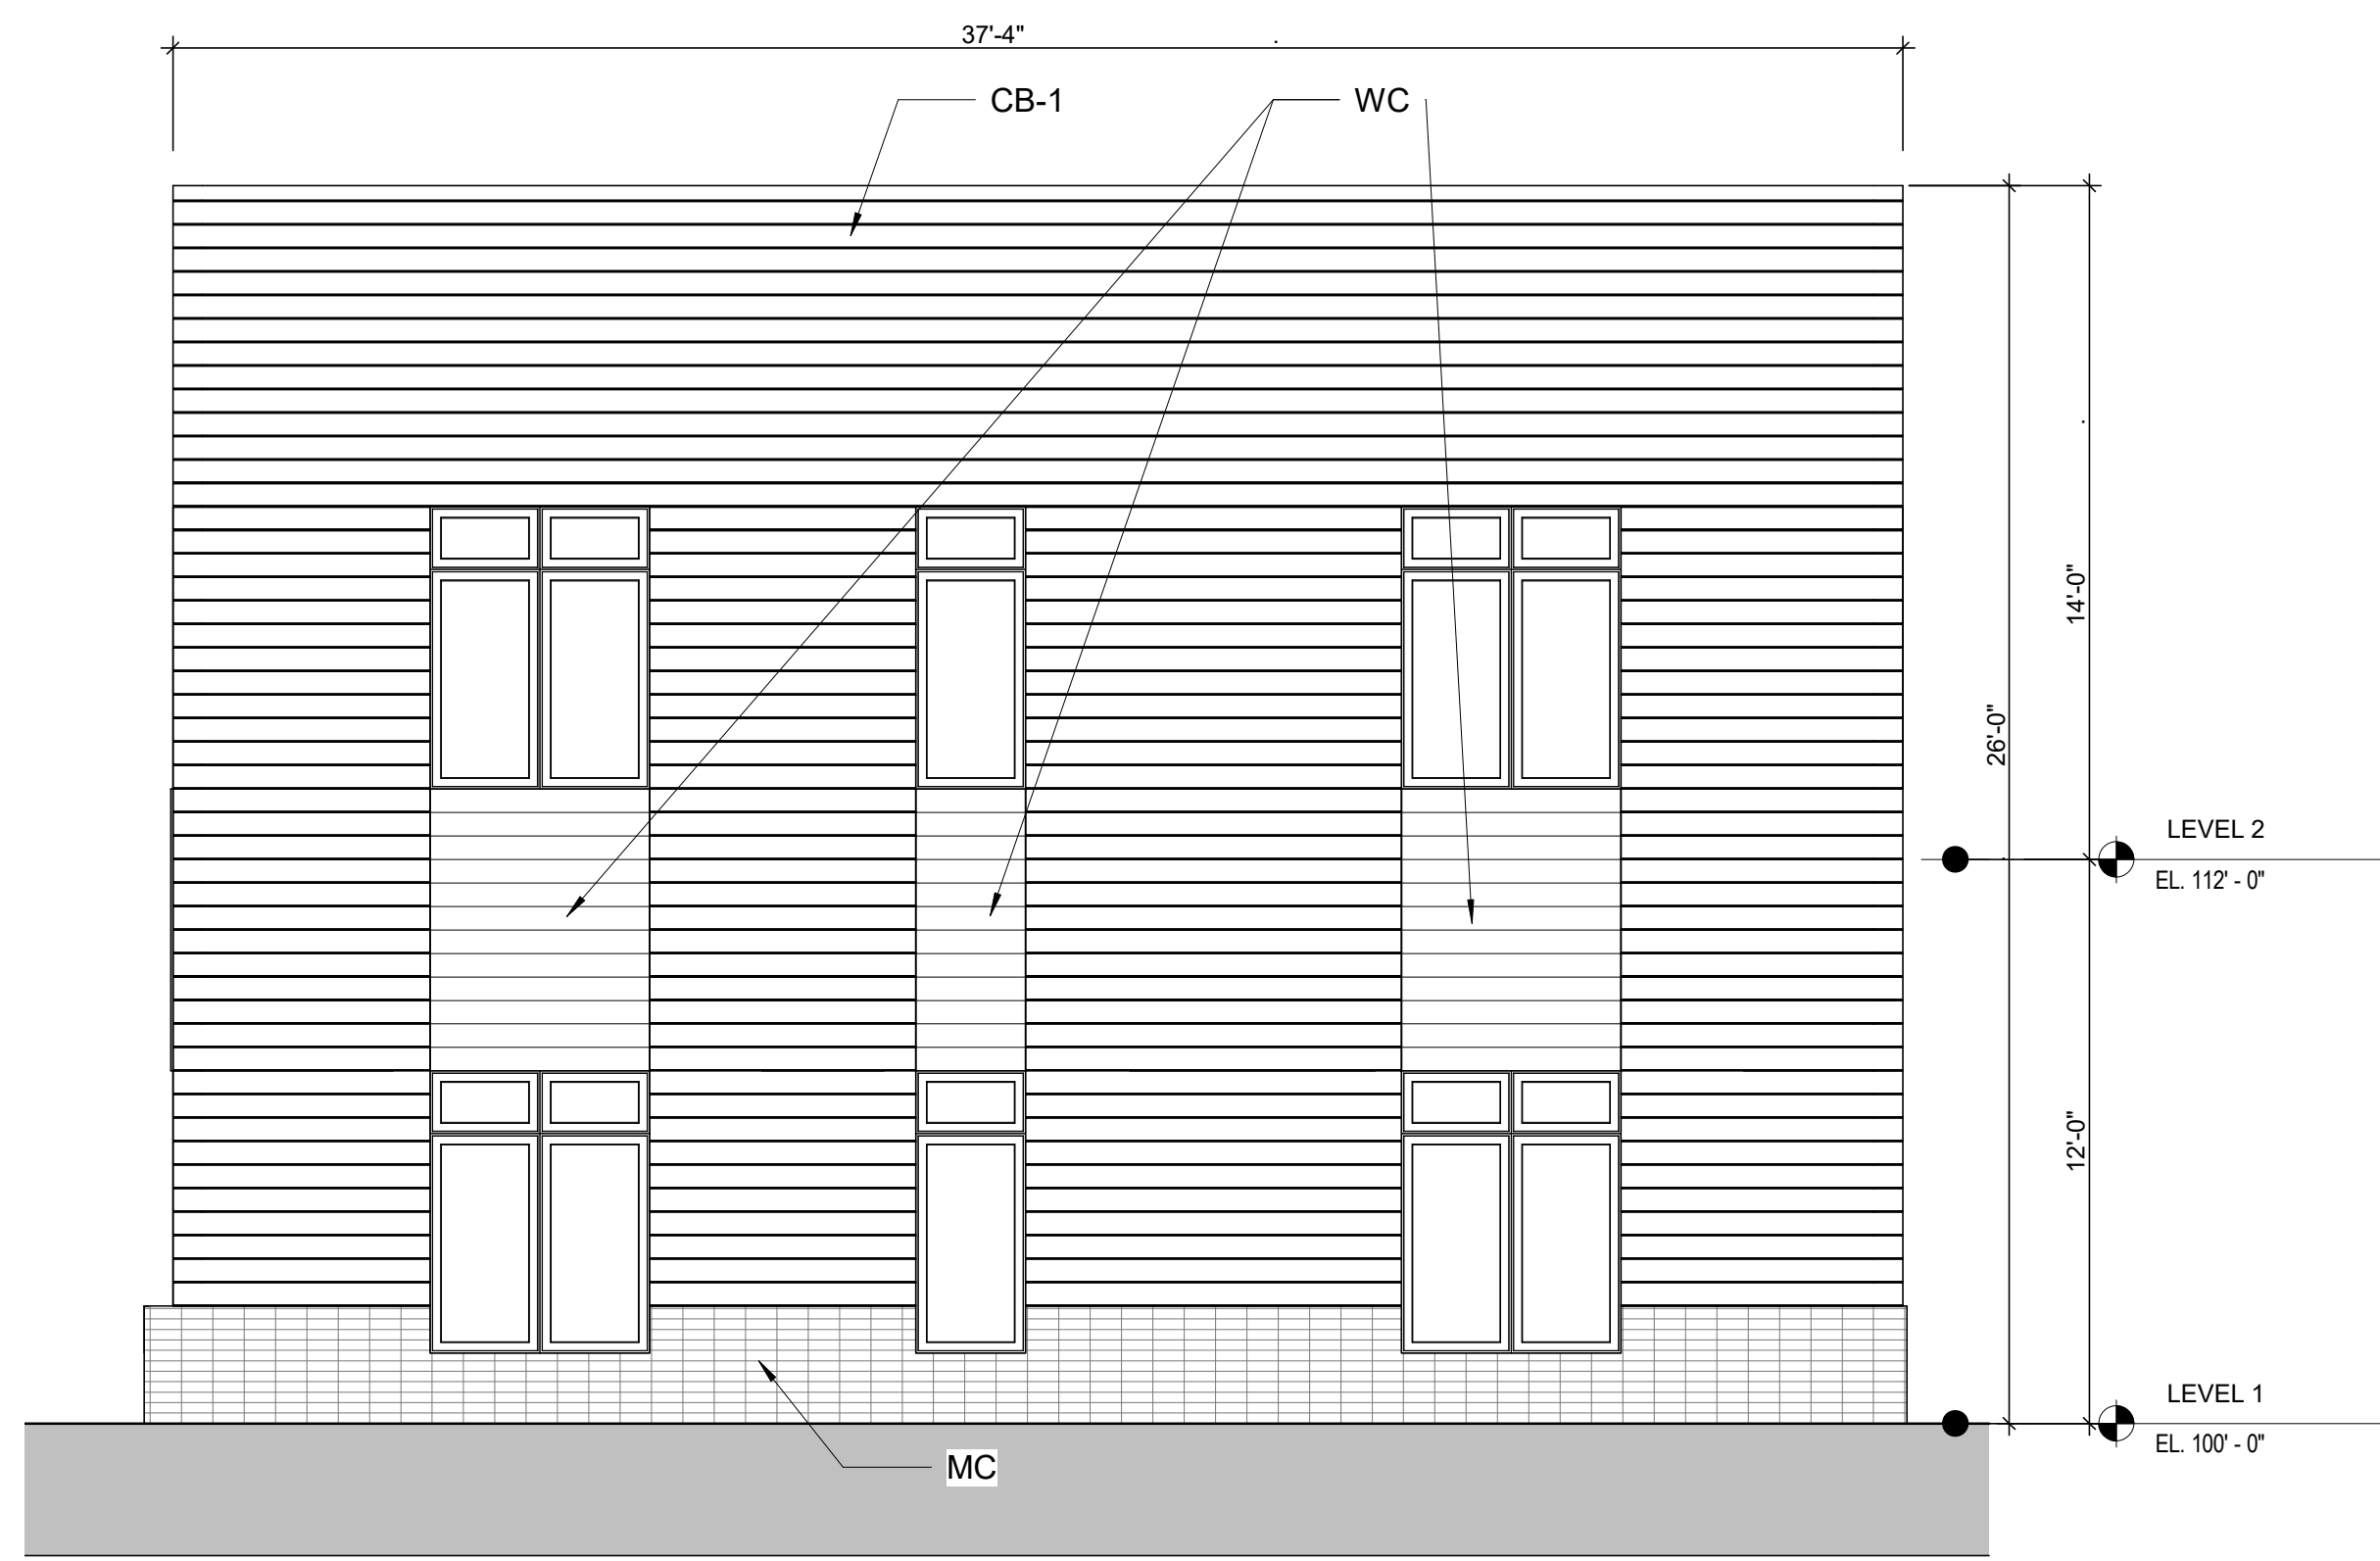 37'-4"
CB-1
WC
14'-0"
26'-0"
LEVEL 2
EL. 112' - 0"
12'-0"
LEVEL 1
EL. 100' - 0"
MC